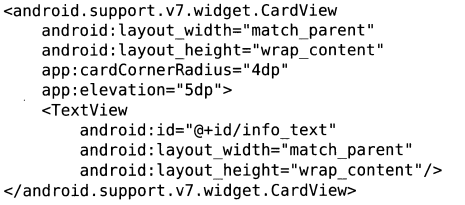 <android.support.v7.widget.CardView
    android:layout_width="match_parent"
    android:layout_height="wrap_content"
    app:cardCornerRadius="4dp"
    app:elevation="5dp">
    <TextView
        android:id="@+id/info_text"
        android:layout_width="match_parent"
        android:layout_height="wrap_content"/>
</android.support.v7.widget.CardView>